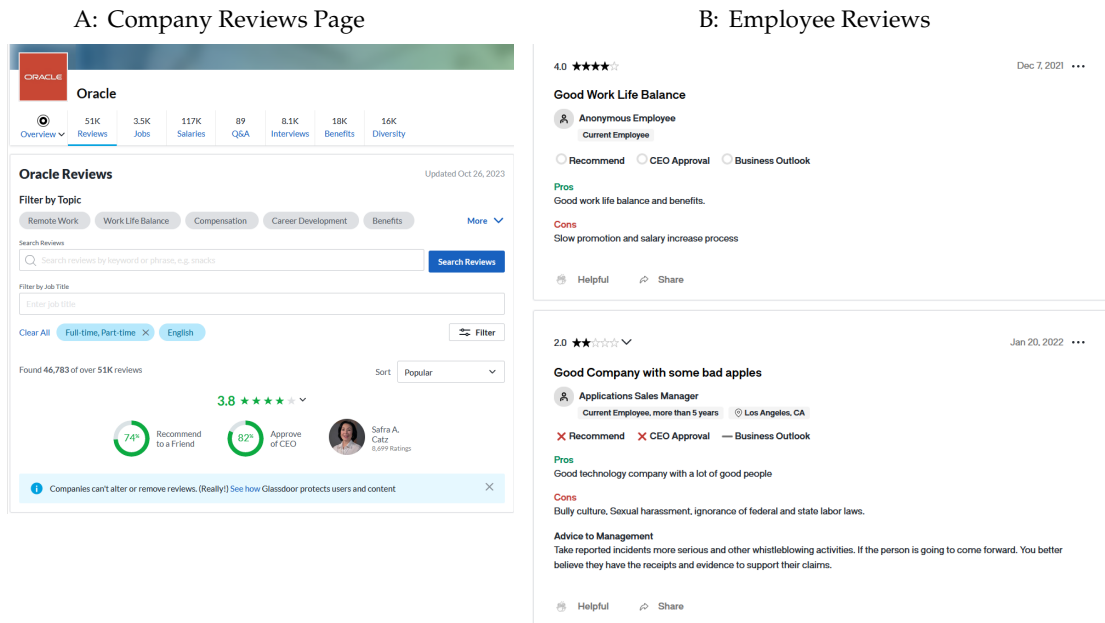 A: Company Reviews Page
ORACLE
Oracle
51K 3.5K 117K 89 8.1K 18K 16K
Overview Reviews Jobs Salaries Q&A Interviews Benefits Diversity
Oracle Reviews Updated Oct 26, 2023
Filter by Topic
Remote Work Work Life Balance Compensation Career Development Benefits More
Search Reviews
Search reviews by keyword or phrase, e.g. snacks Search Reviews
Filter by Job Title
Enter job title
Clear All Full-time, Part-time × English Filter
Found 46,783 of over 51K reviews Sort Popular
3.8 ★★★★★
74% Recommend to a Friend
82% Approve of CEO
Safra A. Catz
8,699 Ratings
Companies can't alter or remove reviews. (Really!) See how Glassdoor protects users and content
B: Employee Reviews
4.0 ★★★★☆ Dec 7, 2021 •••
Good Work Life Balance
Anonymous Employee
Current Employee
Recommend CEO Approval Business Outlook
Pros
Good work life balance and benefits.
Cons
Slow promotion and salary increase process
Helpful Share
2.0 ★★☆☆☆ Jan 20, 2022 •••
Good Company with some bad apples
Applications Sales Manager
Current Employee, more than 5 years Los Angeles, CA
Recommend CEO Approval Business Outlook
Pros
Good technology company with a lot of good people
Cons
Bully culture, Sexual harassment, ignorance of federal and state labor laws.
Advice to Management
Take reported incidents more serious and other whistleblowing activities. If the person is going to come forward. You better
believe they have the receipts and evidence to support their claims.
Helpful Share